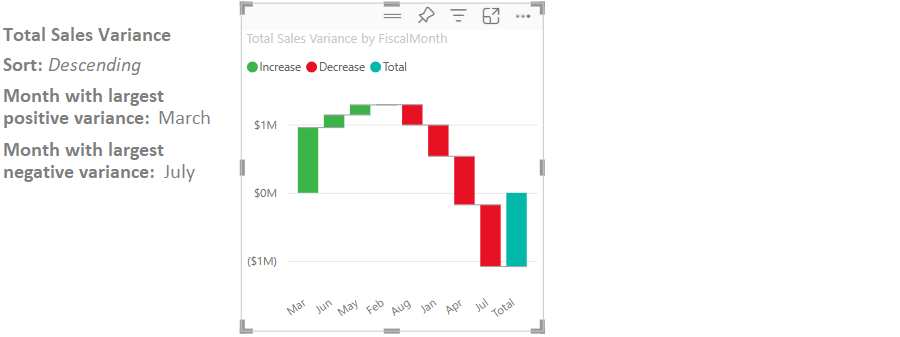 Total Sales Variance
Sort: Descending
Month with largest
positive variance: March
Month with largest
negative variance: July
Total Sales Variance by FiscalMonth
Increase Decrease Total
$1M
$0M
($1M)
Mar Jun May Feb Aug Jan Apr Jul Total